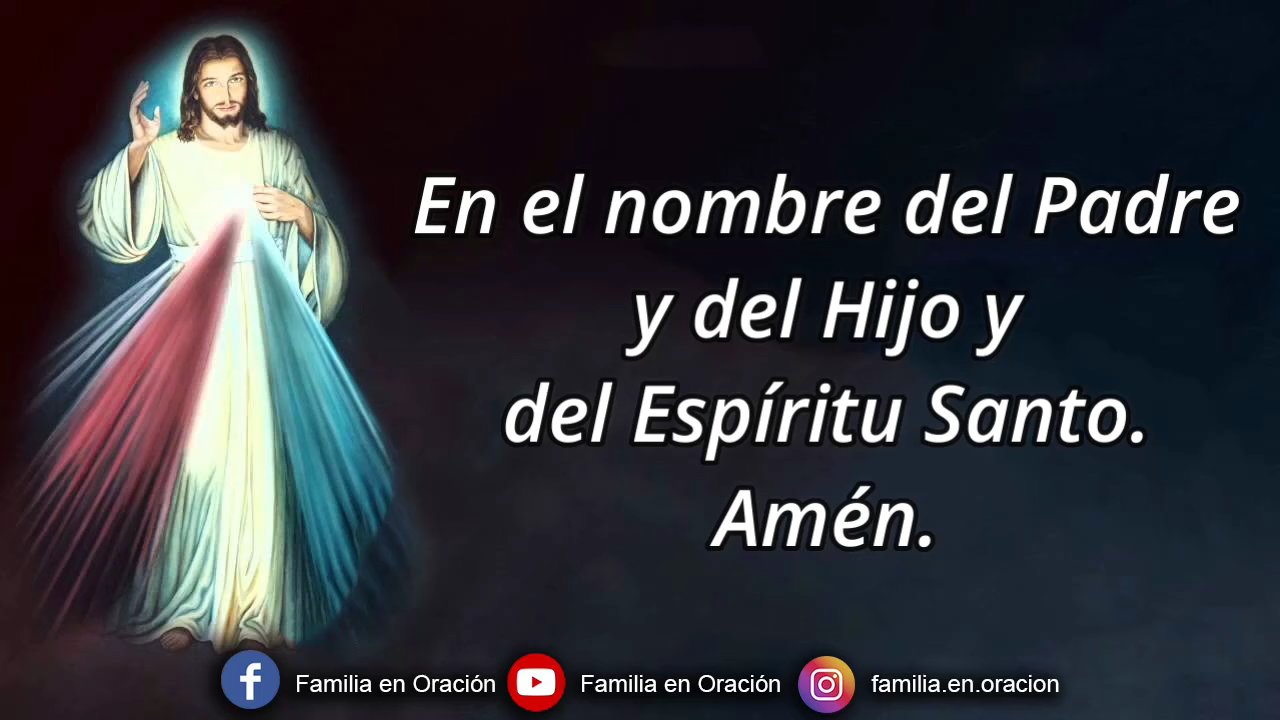 En el nombre del Padre
y del Hijo y
del Espíritu Santo.
Amén.
Familia en Oración Familia en Oración familia.en.oracion